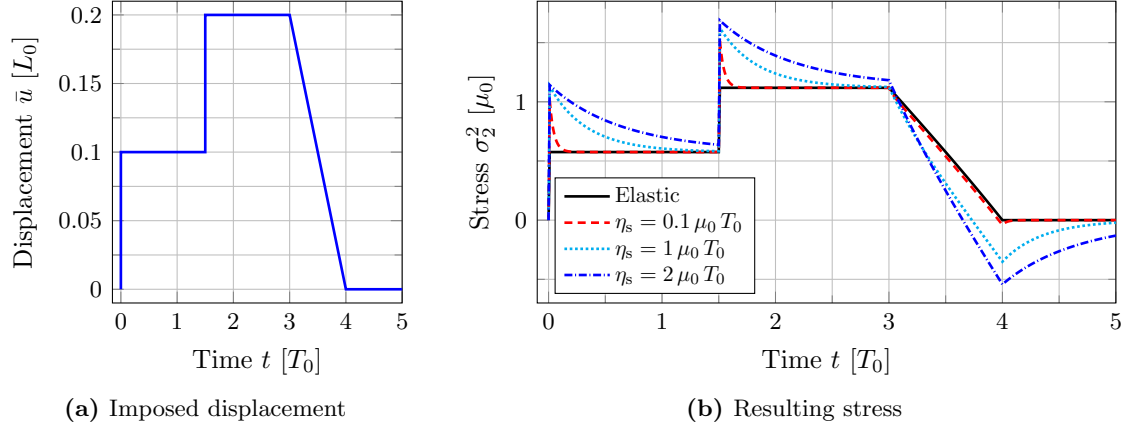 0.2
0.15
0.1
0.05
0
Displacement ū [L₀]
0 1 2 3 4 5
Time t [T₀]
(a) Imposed displacement
1
0
Stress σ₂² [μ₀]
Elastic
ηₛ = 0.1 μ₀ T₀
ηₛ = 1 μ₀ T₀
ηₛ = 2 μ₀ T₀
0 1 2 3 4 5
Time t [T₀]
(b) Resulting stress